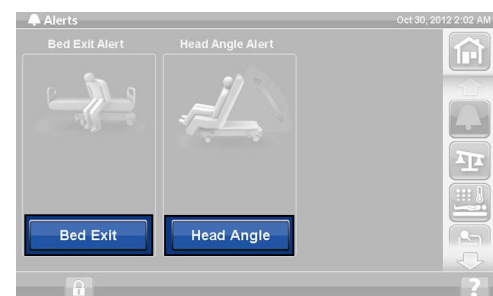 Alerts
Oct 30, 2012 2:02 AM
Bed Exit Alert
Head Angle Alert
Bed Exit
Head Angle
?